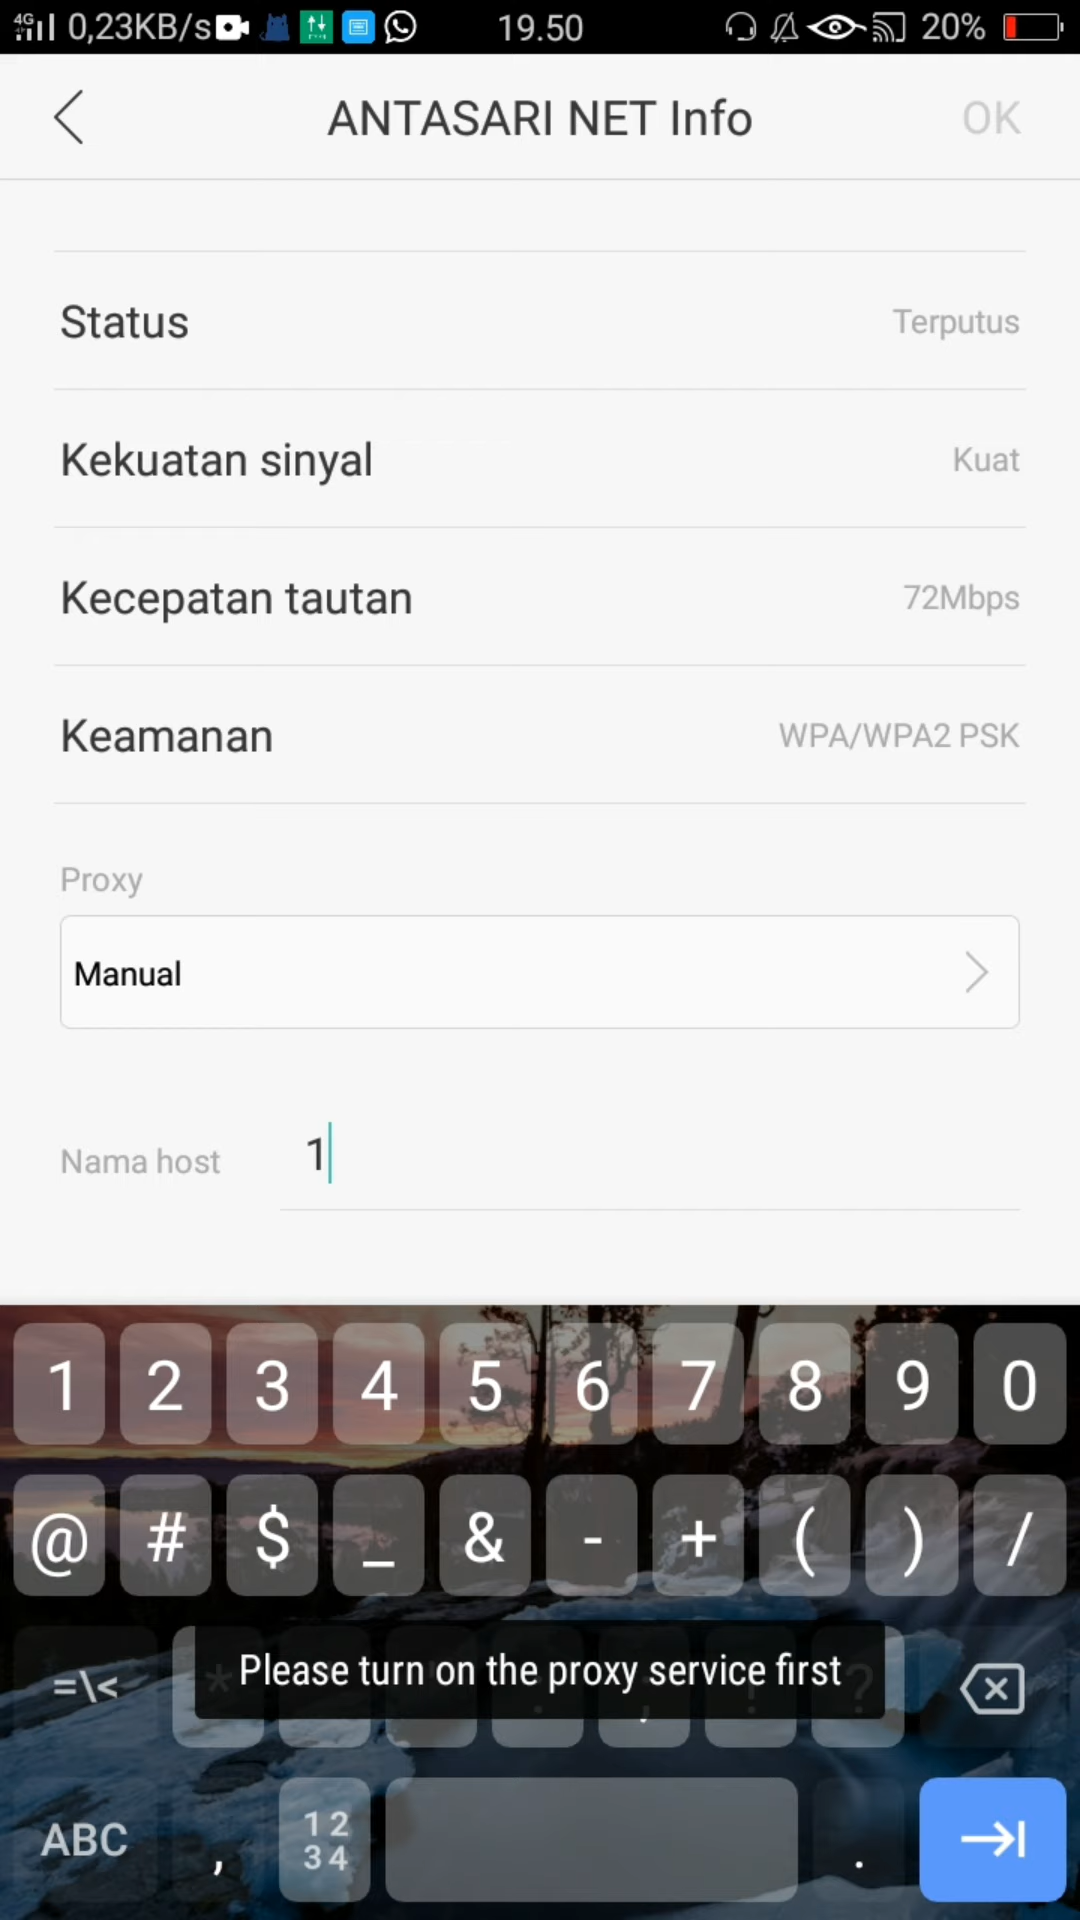 4G 0,23KB/s 19.50 20%
ANTASARI NET Info OK
Status Terputus
Kekuatan sinyal Kuat
Kecepatan tautan 72Mbps
Keamanan WPA/WPA2 PSK
Proxy
Manual
Nama host 1
1 2 3 4 5 6 7 8 9 0
@ # $ _ & - + ( ) /
=\<
Please turn on the proxy service first
ABC , 12 .
34